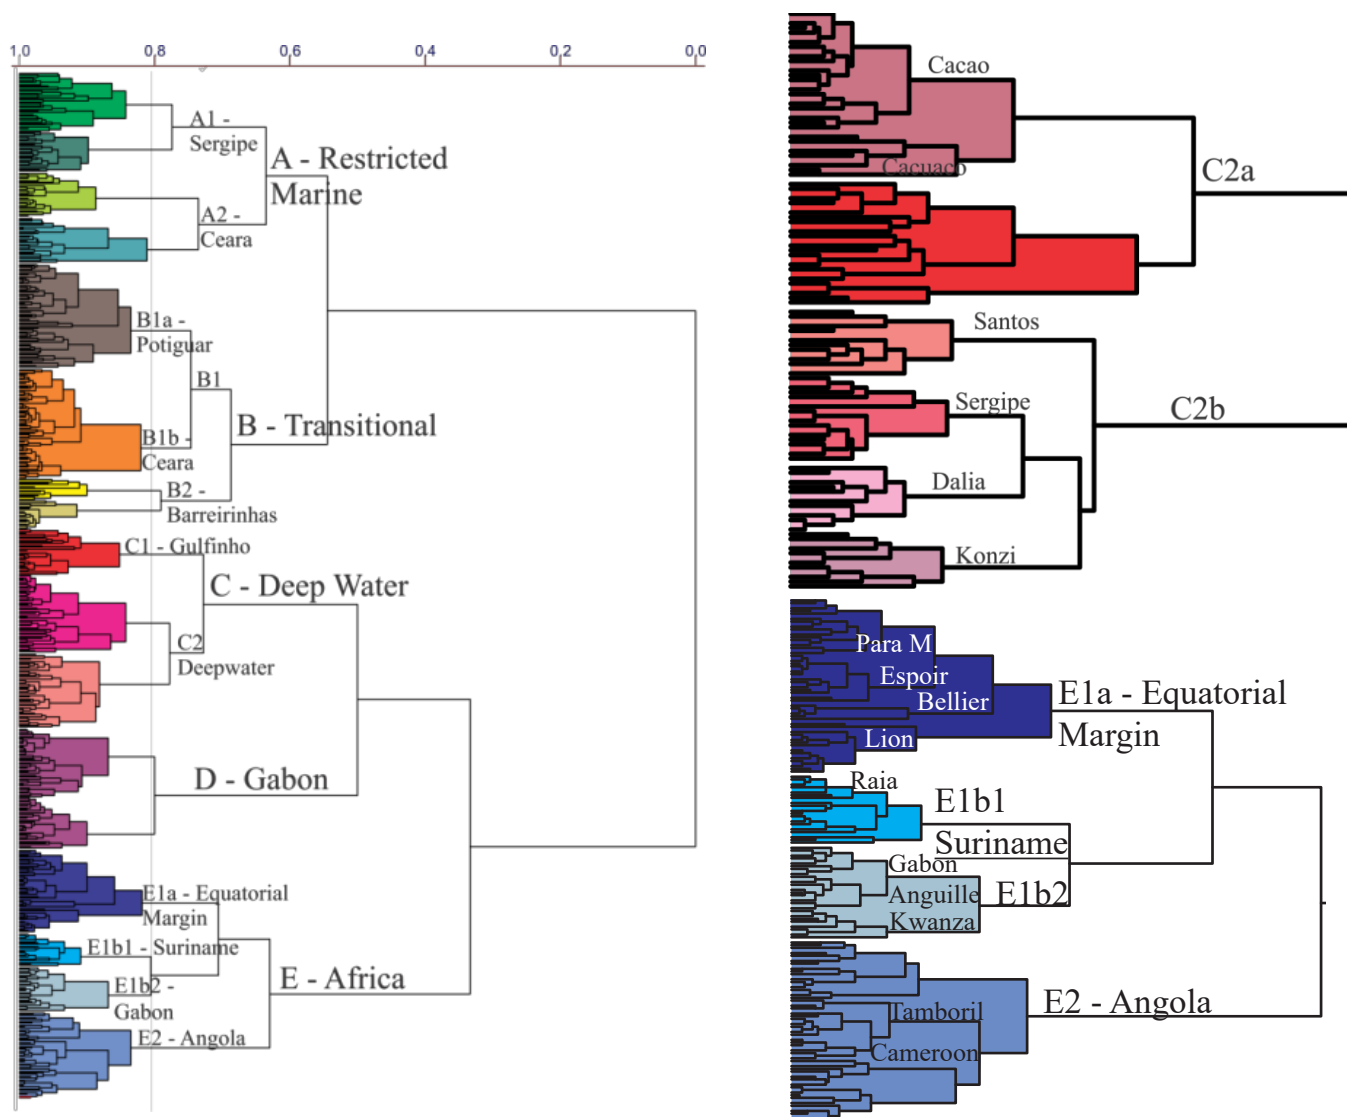 1,0
0,8
0,6
0,4
0,2
0,0
A1 -
Sergipe
A - Restricted
Marine
A2 -
Ceara
B1a -
Potiguar
B1
B - Transitional
B1b -
Ceara
B2 -
Barreirinhas
C1 - Gulfinho
C - Deep Water
C2
Deepwater
D - Gabon
E1a - Equatorial
Margin
E1b1 - Suriname
E - Africa
E1b2 -
Gabon
E2 - Angola
Cacao
Cacuaco
C2a
Santos
Sergipe
C2b
Dalia
Konzi
Para M
Espoir
Bellier
Lion
E1a - Equatorial
Margin
Raia
E1b1
Suriname
Gabon
Anguille
E1b2
Kwanza
Tamboril
E2 - Angola
Cameroon